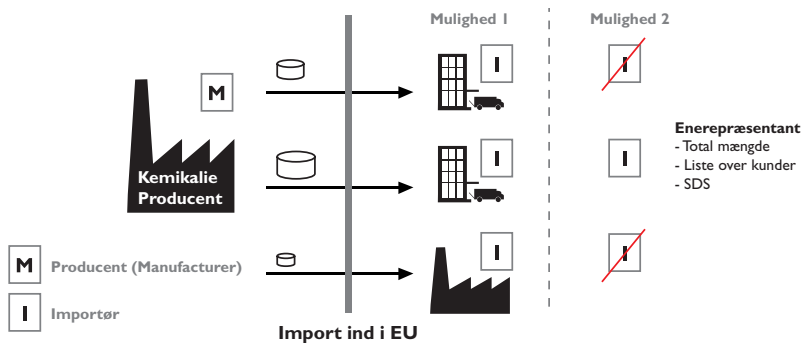 Mulighed 1
Mulighed 2
I
I
M
Enerepræsentant
- Total mængde
- Liste over kunder
- SDS
I
I
Kemikalie
Producent
I
I
M Producent (Manufacturer)
I Importør
Import ind i EU